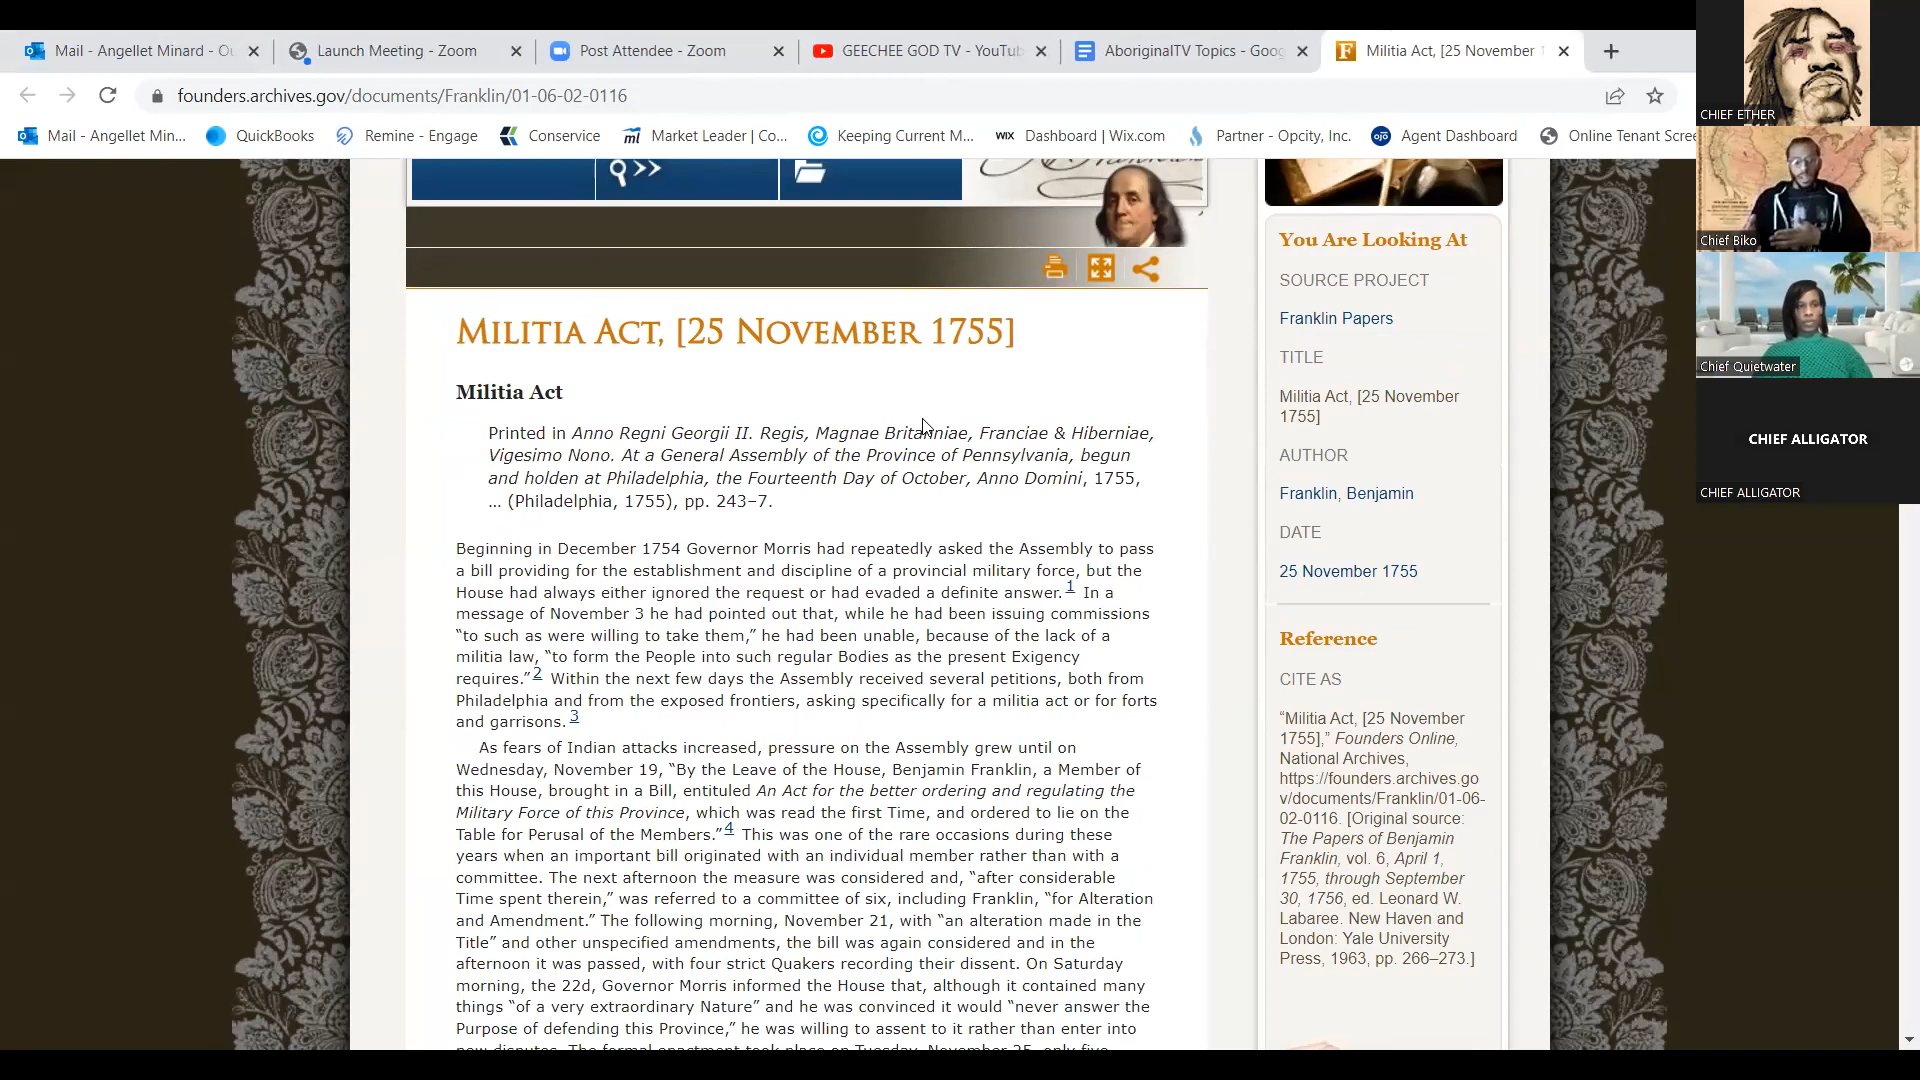 Mail - Angellet Minard - Ou
Launch Meeting - Zoom
Post Attendee - Zoom
GEECHEE GOD TV - YouTub
AboriginalTV Topics - Goog
Militia Act, [25 November 1
founders.archives.gov/documents/Franklin/01-06-02-0116
Mail - Angellet Min...
QuickBooks
Remine - Engage
Conservice
Market Leader | Co...
Keeping Current M...
WIX Dashboard | Wix.com
Partner - Opcity, Inc.
OJO Agent Dashboard
Online Tenant Scre
CHIEF ETHER
Chief Biko
Chief Quietwater
CHIEF ALLIGATOR
CHIEF ALLIGATOR
MILITIA ACT, [25 NOVEMBER 1755]
Militia Act
Printed in Anno Regni Georgii II. Regis, Magnae Britanniae, Franciae & Hiberniae,
Vigesimo Nono. At a General Assembly of the Province of Pennsylvania, begun
and holden at Philadelphia, the Fourteenth Day of October, Anno Domini, 1755,
... (Philadelphia, 1755), pp. 243–7.
Beginning in December 1754 Governor Morris had repeatedly asked the Assembly to pass
a bill providing for the establishment and discipline of a provincial military force, but the
House had always either ignored the request or had evaded a definite answer.1 In a
message of November 3 he had pointed out that, while he had been issuing commissions
“to such as were willing to take them,” he had been unable, because of the lack of a
militia law, “to form the People into such regular Bodies as the present Exigency
requires.”2 Within the next few days the Assembly received several petitions, both from
Philadelphia and from the exposed frontiers, asking specifically for a militia act or for forts
and garrisons.3
As fears of Indian attacks increased, pressure on the Assembly grew until on
Wednesday, November 19, “By the Leave of the House, Benjamin Franklin, a Member of
this House, brought in a Bill, entituled An Act for the better ordering and regulating the
Military Force of this Province, which was read the first Time, and ordered to lie on the
Table for Perusal of the Members.”4 This was one of the rare occasions during these
years when an important bill originated with an individual member rather than with a
committee. The next afternoon the measure was considered and, “after considerable
Time spent therein,” was referred to a committee of six, including Franklin, “for Alteration
and Amendment.” The following morning, November 21, with “an alteration made in the
Title” and other unspecified amendments, the bill was again considered and in the
afternoon it was passed, with four strict Quakers recording their dissent. On Saturday
morning, the 22d, Governor Morris informed the House that, although it contained many
things “of a very extraordinary Nature” and he was convinced it would “never answer the
Purpose of defending this Province,” he was willing to assent to it rather than enter into
new disputes. The formal enactment took place on Tuesday, November 25, only five
You Are Looking At
SOURCE PROJECT
Franklin Papers
TITLE
Militia Act, [25 November
1755]
AUTHOR
Franklin, Benjamin
DATE
25 November 1755
Reference
CITE AS
“Militia Act, [25 November
1755],” Founders Online,
National Archives,
https://founders.archives.go
v/documents/Franklin/01-06-
02-0116. [Original source:
The Papers of Benjamin
Franklin, vol. 6, April 1,
1755, through September
30, 1756, ed. Leonard W.
Labaree. New Haven and
London: Yale University
Press, 1963, pp. 266–273.]